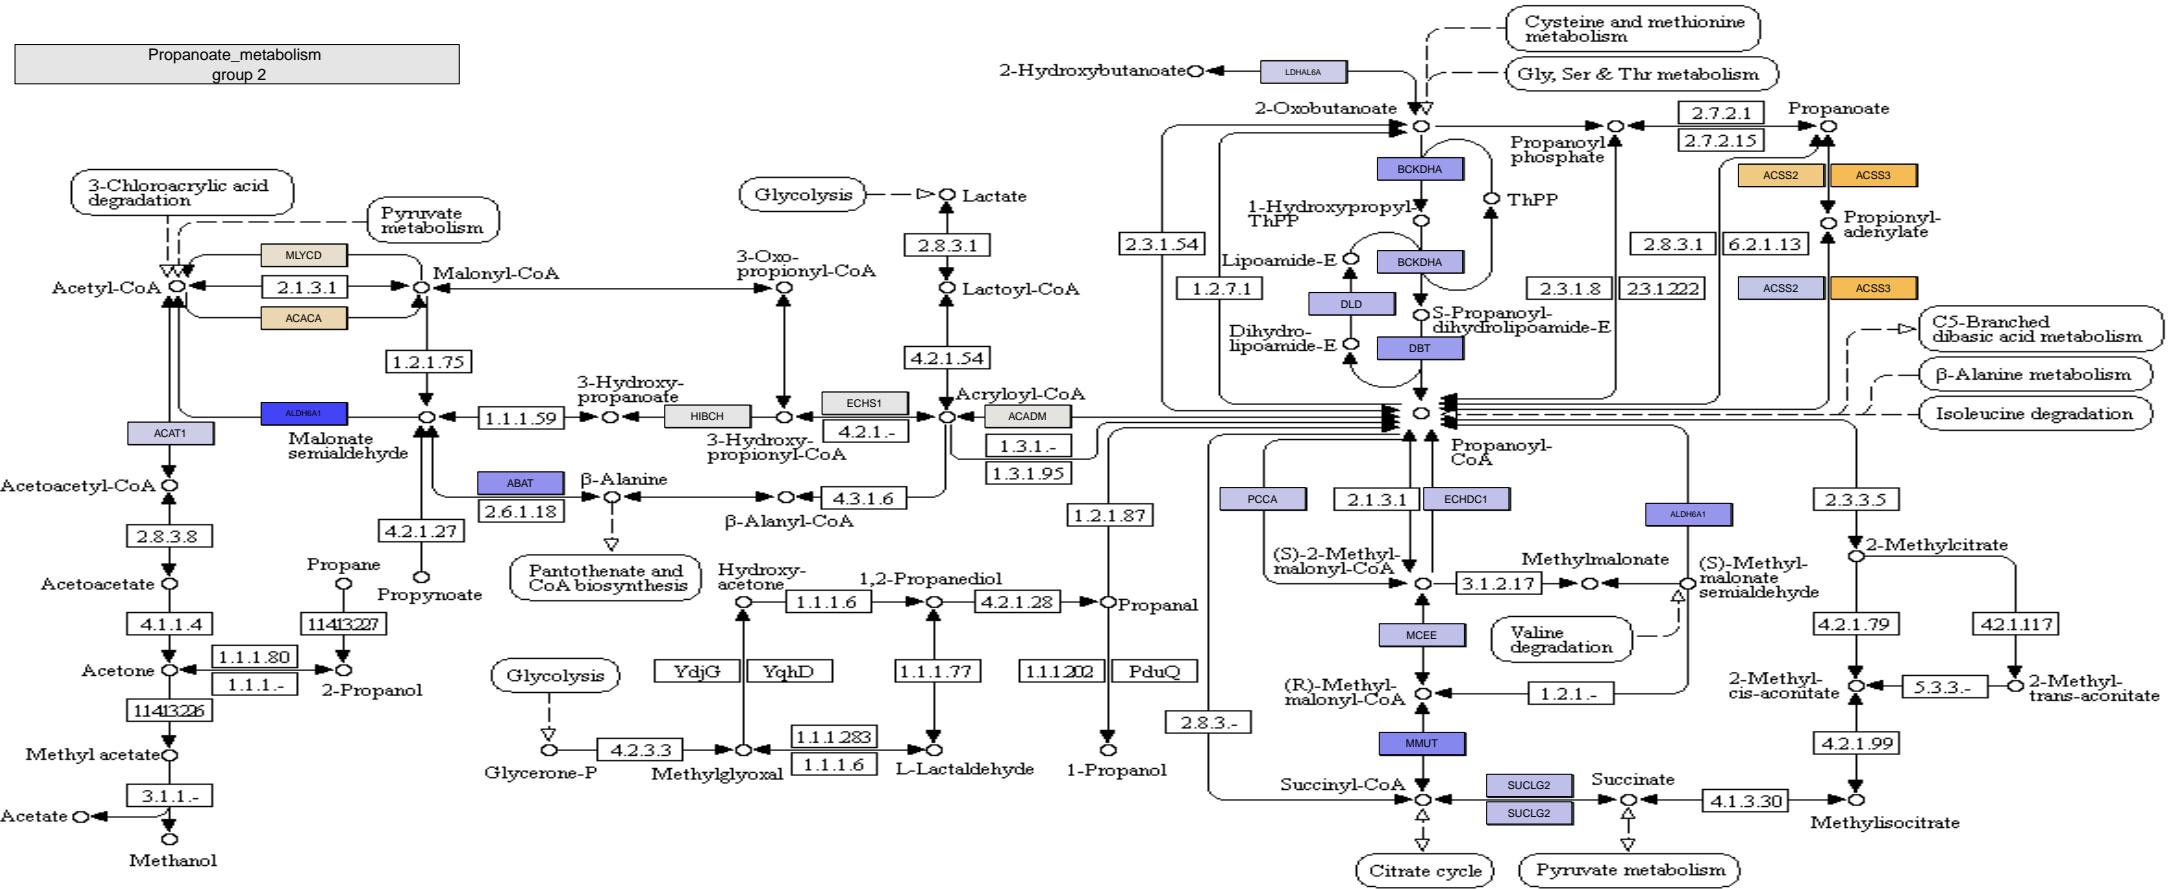 Propanoate_metabolism
group 2
Cysteine and methionine
metabolism
Gly, Ser & Thr metabolism
2-Hydroxybutanoate
LDHAL6A
2-Oxobutanoate
2.7.2.1
2.7.2.15
Propanoate
Propanoyl
phosphate
BCKDHA
ThPP
1-Hydroxypropyl-
ThPP
ACSS2
ACSS3
Propionyl-
adenylate
2.3.1.54
1.2.7.1
Lipoamide-E
BCKDHA
DLD
S-Propanoyl-
dihydrolipoamide-E
Dihydro-
lipoamide-E
DBT
2.8.3.1
6.2.1.13
2.3.1.8
2.3.1.222
ACSS2
ACSS3
C5-Branched
dibasic acid metabolism
β-Alanine metabolism
Isoleucine degradation
3-Chloroacrylic acid
degradation
Pyruvate
metabolism
Glycolysis
Lactate
MLYCD
Acetyl-CoA
2.1.3.1
Malonyl-CoA
ACACA
3-Oxo-
propionyl-CoA
2.8.3.1
Lactoyl-CoA
1.2.1.75
4.2.1.54
3-Hydroxy-
propanoate
Acryloyl-CoA
ALDH6A1
Malonate
semialdehyde
1.1.1.59
HIBCH
3-Hydroxy-
propionyl-CoA
ECHS1
4.2.1.-
ACADM
1.3.1.-
1.3.1.95
Propanoyl-
CoA
ACAT1
Acetoacetyl-CoA
ABAT
2.6.1.18
β-Alanine
β-Alanyl-CoA
4.3.1.6
1.2.1.87
PCCA
2.1.3.1
ECHDC1
ALDH6A1
2.3.3.5
2.8.3.8
4.2.1.27
Acetoacetate
Propane
Propynoate
Pantothenate and
CoA biosynthesis
Hydroxy-
acetone
1.1.1.6
1,2-Propanediol
4.2.1.28
Propanal
(S)-2-Methyl-
malonyl-CoA
3.1.2.17
Methylmalonate
(S)-Methyl-
malonate
semialdehyde
2-Methylcitrate
4.1.1.4
1.14.13.227
MCEE
Valine
degradation
4.2.1.79
4.2.1.117
Acetone
1.1.1.80
1.1.1.-
2-Propanol
Glycolysis
YdjG
YqhD
1.1.1.77
1.1.1.202
PduQ
(R)-Methyl-
malonyl-CoA
1.2.1.-
2-Methyl-
cis-aconitate
5.3.3.-
2-Methyl-
trans-aconitate
1.14.13.226
2.8.3.-
Methyl acetate
Glycerone-P
4.2.3.3
Methylglyoxal
1.1.1.283
1.1.1.6
L-Lactaldehyde
1-Propanol
MMUT
4.2.1.99
3.1.1.-
Acetate
Methanol
Succinyl-CoA
SUCLG2
SUCLG2
Succinate
4.1.3.30
Methylisocitrate
Citrate cycle
Pyruvate metabolism